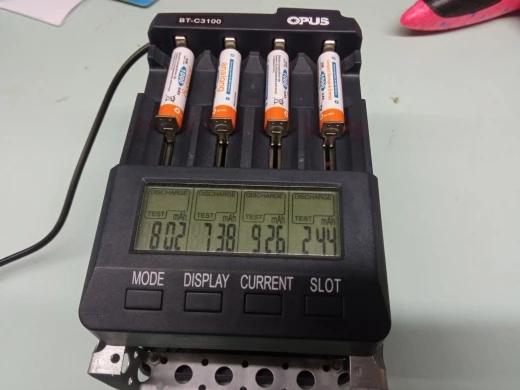 BT-C3100 OPUS
DISCHARGE DISCHARGE DISCHARGE DISCHARGE
TEST mAh TEST mAh TEST mAh TEST mAh
802 738 926 244
MODE DISPLAY CURRENT SLOT